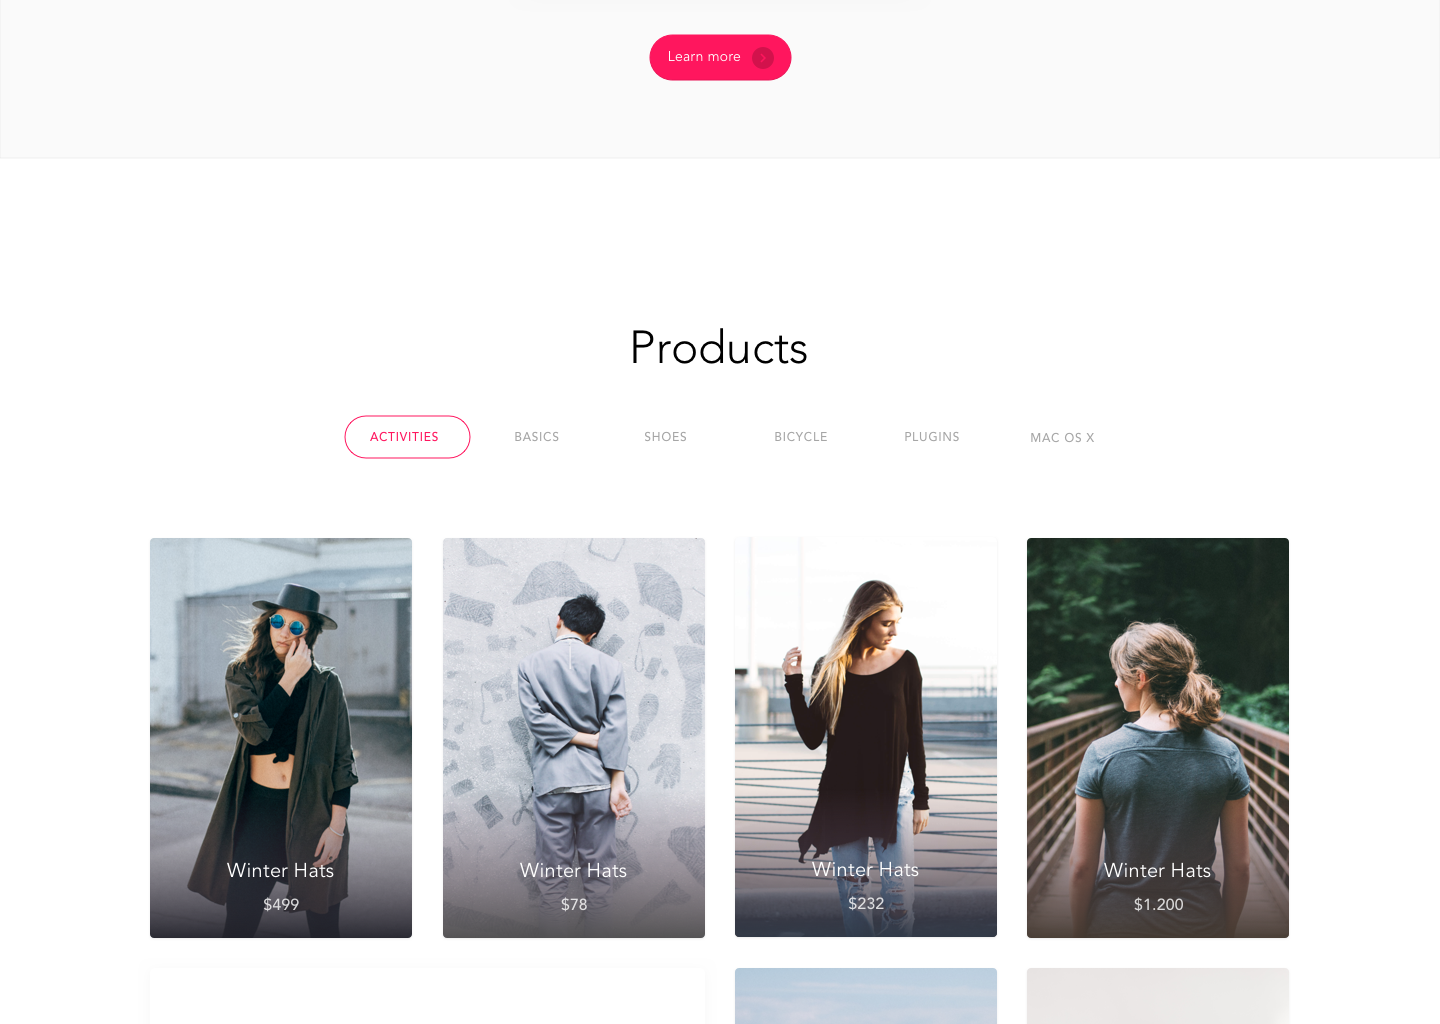 Learn more
Products
ACTIVITIES BASICS SHOES BICYCLE PLUGINS MAC OS X
Winter Hats Winter Hats Winter Hats Winter Hats
$499 $78 $232 $1.200